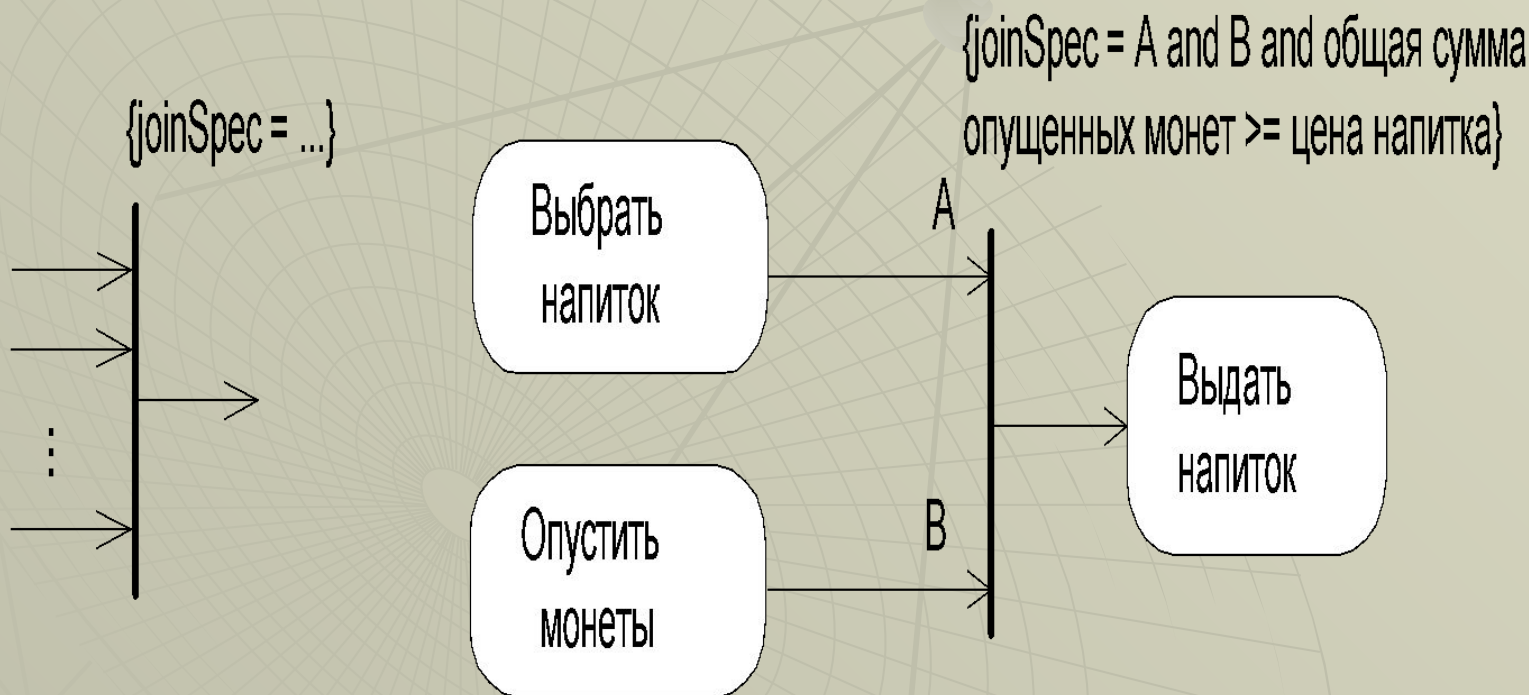 {joinSpec = ...}
Выбрать
напиток
Опустить
монеты
{joinSpec = A and B and общая сумма
опущенных монет >= цена напитка}
A
B
Выдать
напиток